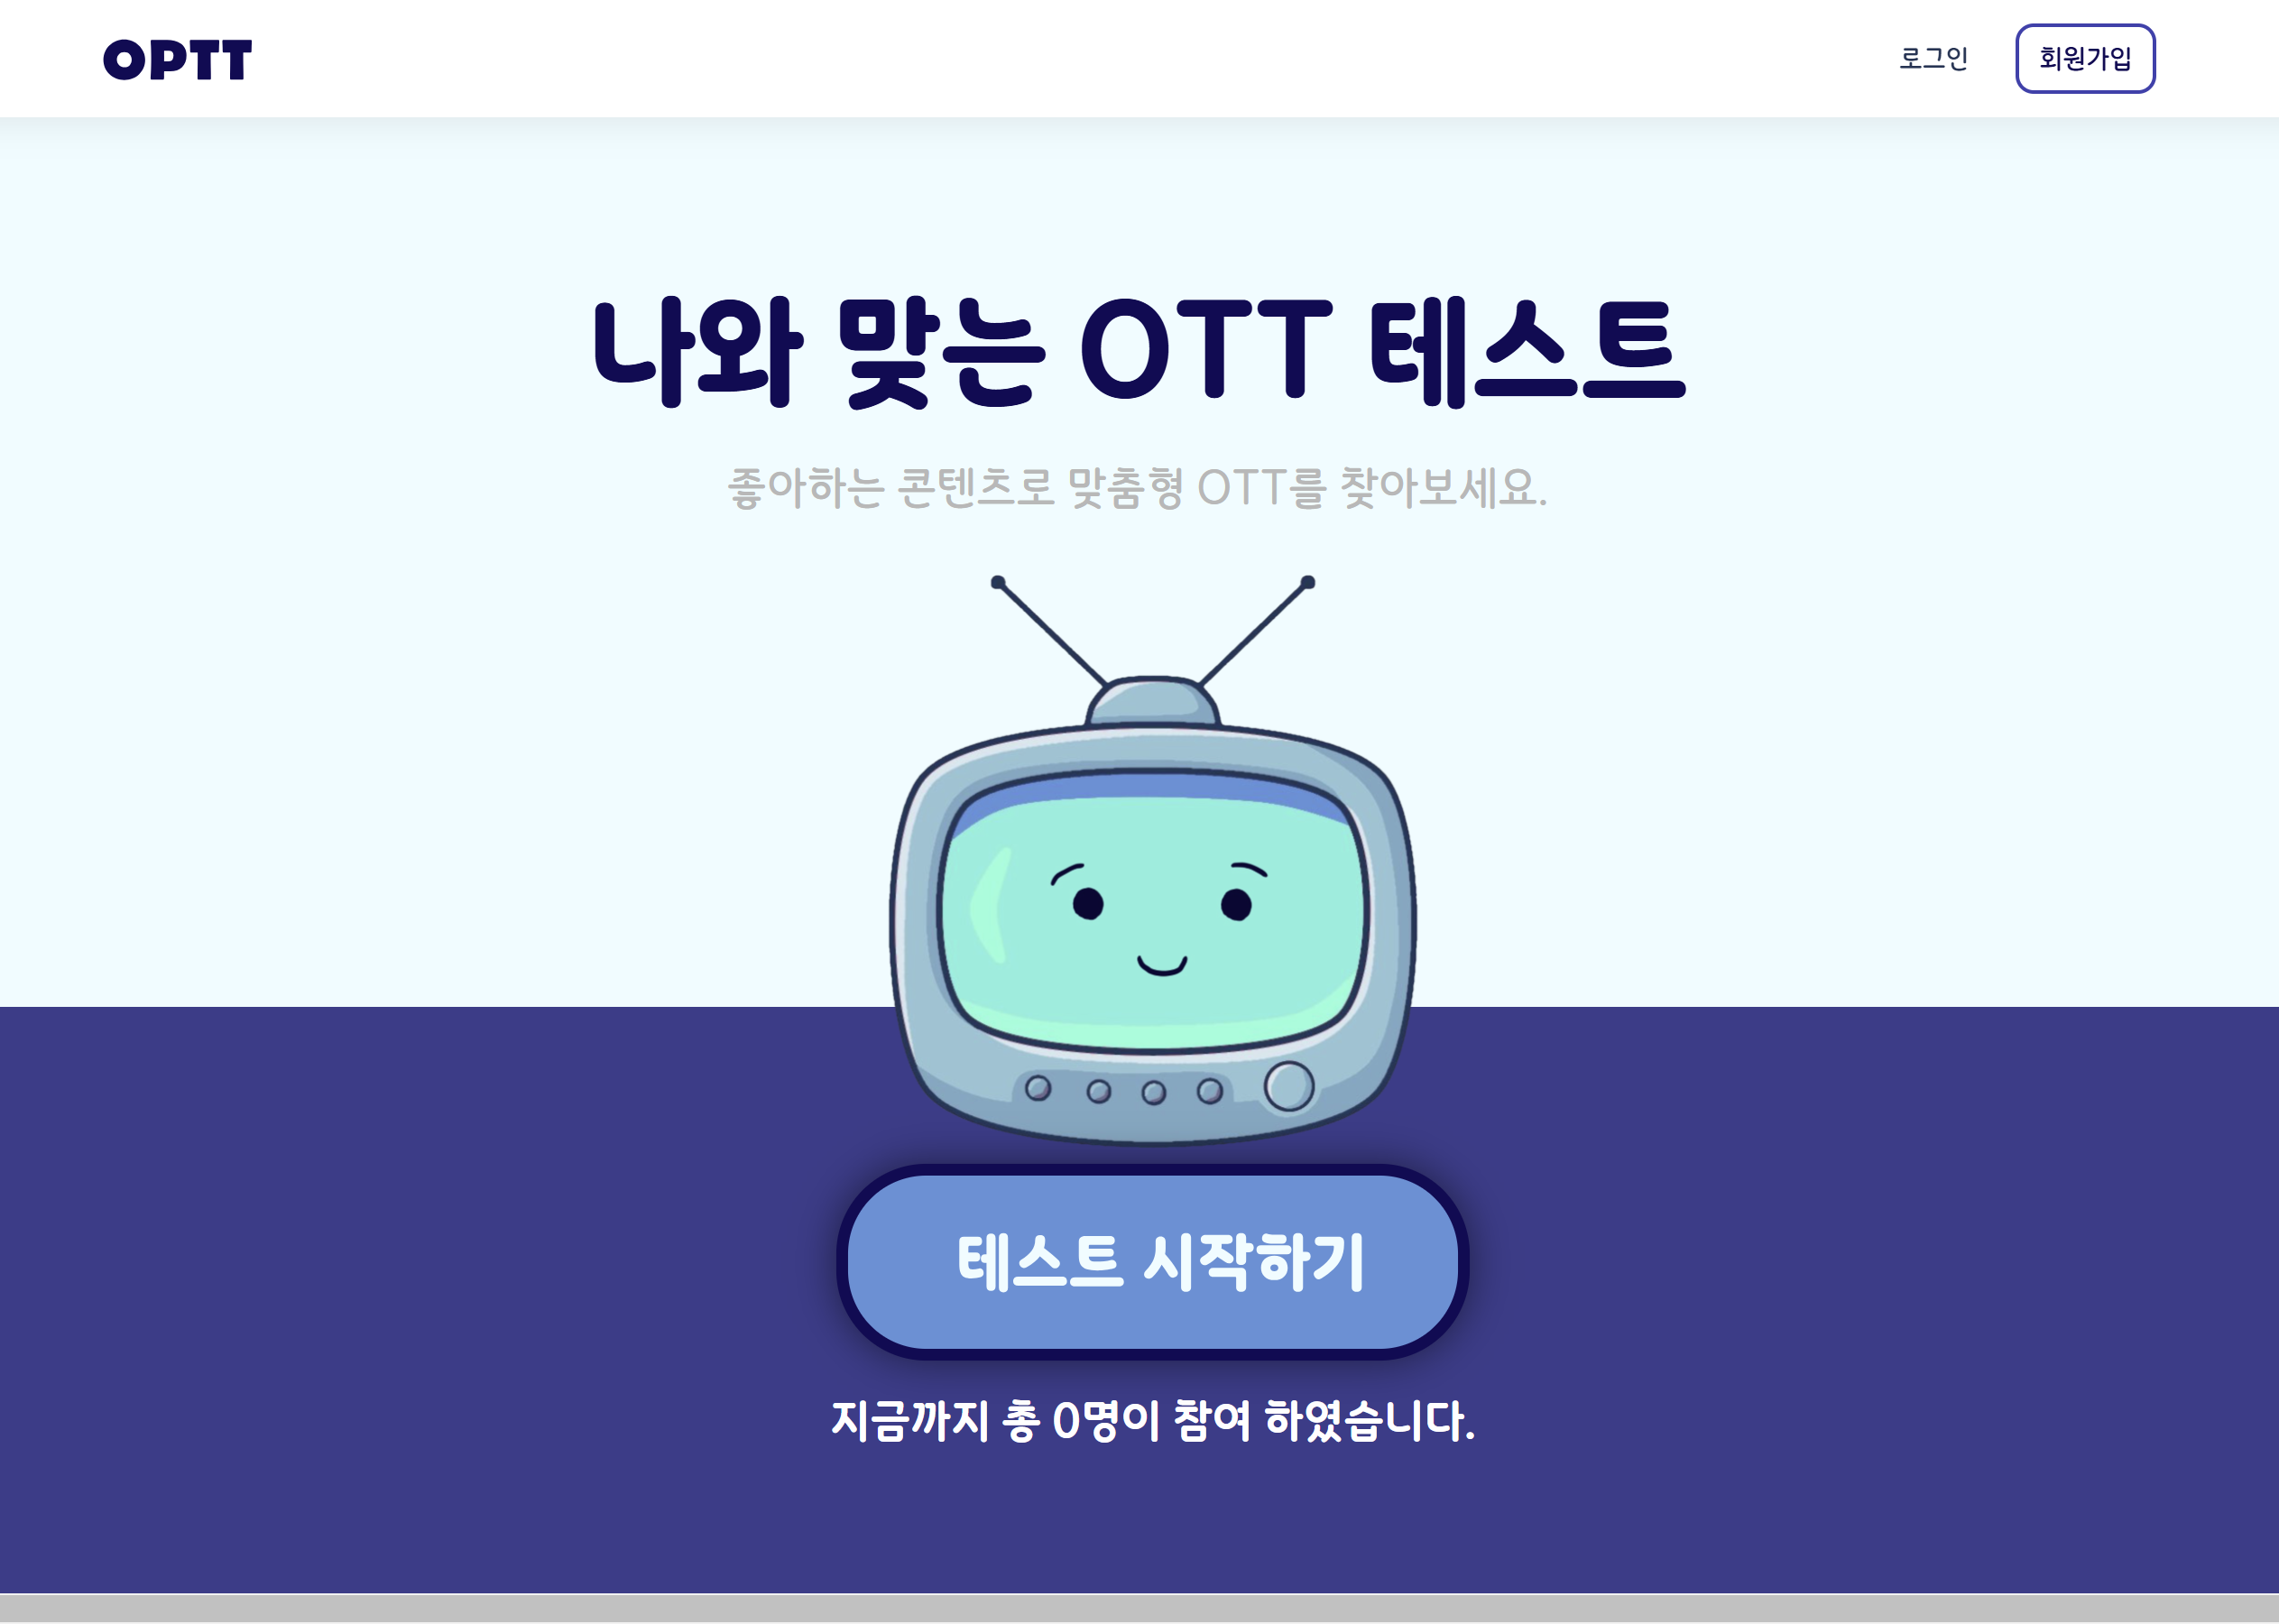 OPTT
로그인
회원가입
나와 맞는 OTT 테스트
좋아하는 콘텐츠로 맞춤형 OTT를 찾아보세요.
테스트 시작하기
지금까지 총 0명이 참여 하였습니다.